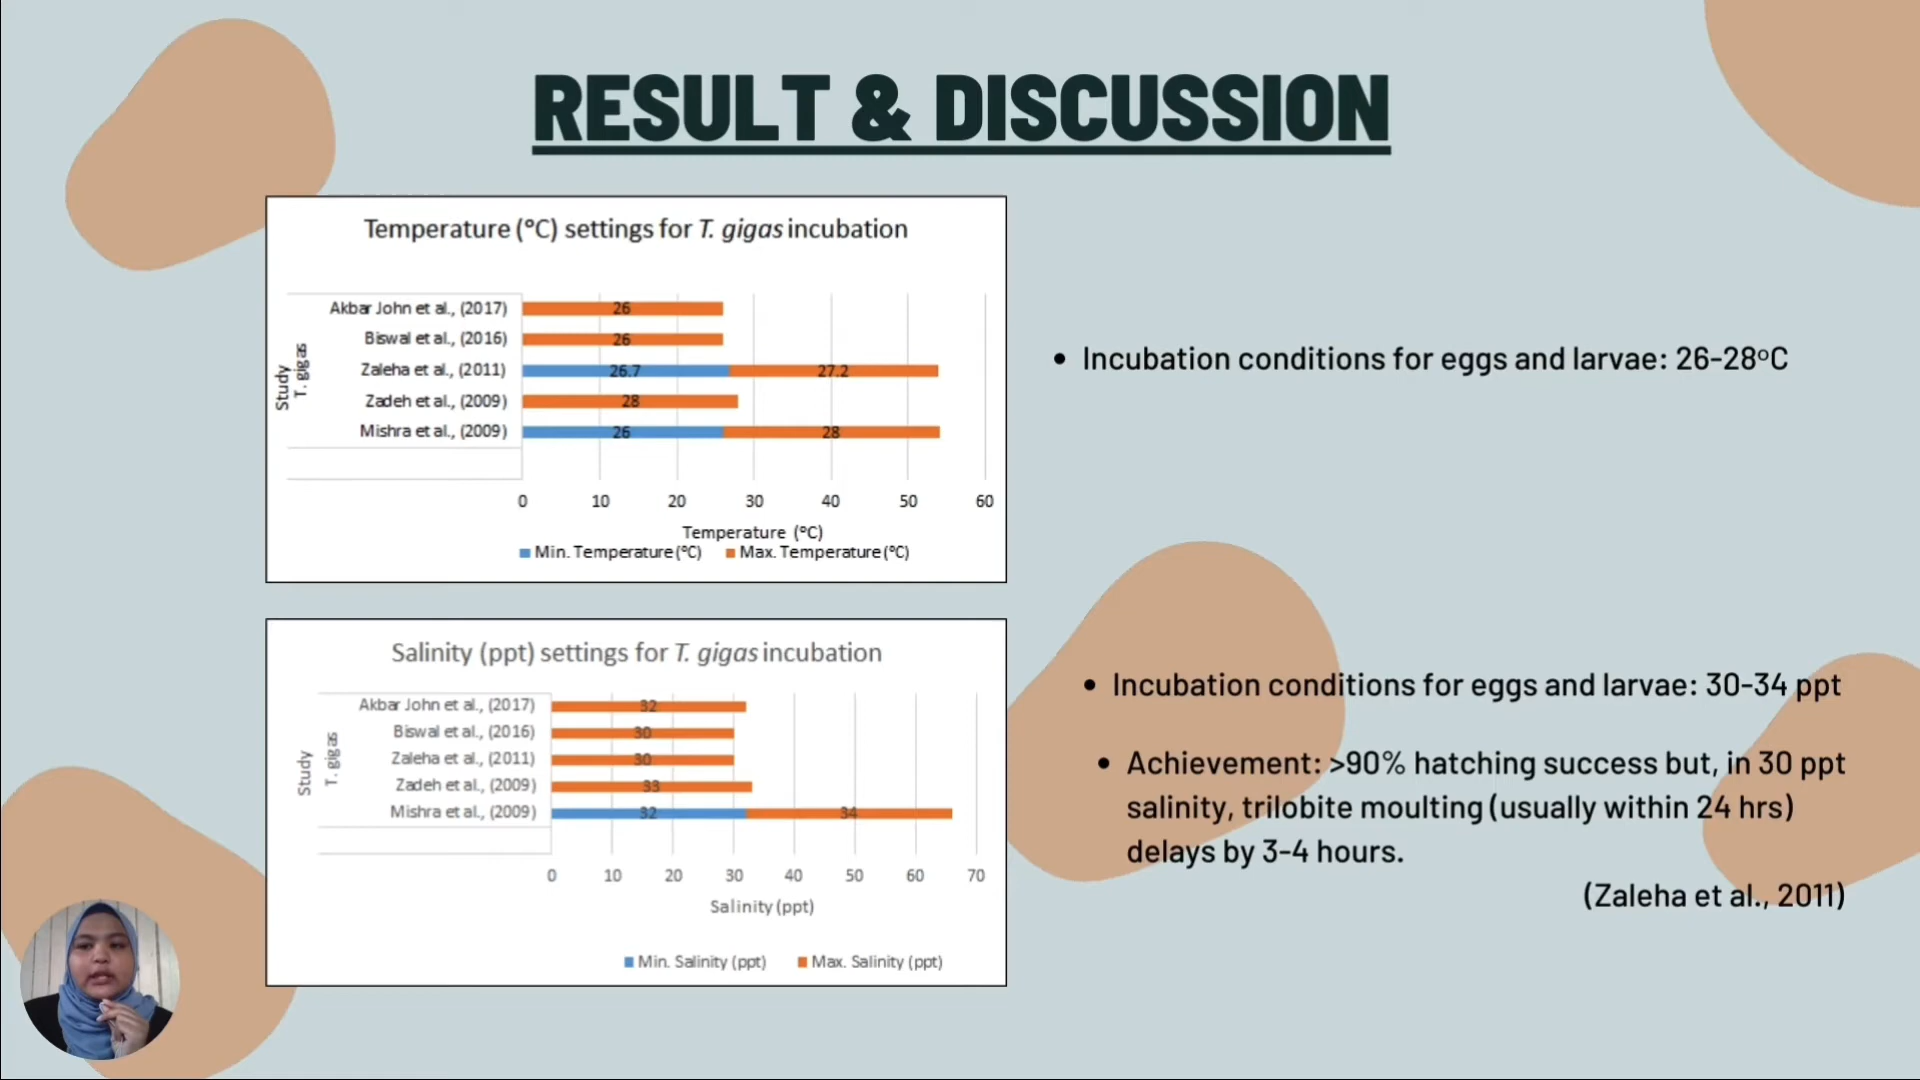 RESULT & DISCUSSION
Temperature (°C) settings for T. gigas incubation
Study
T. gigas
Akbar John et al., (2017)
26
Biswal et al., (2016)
26
Zaleha et al., (2011)
26.7
27.2
Zadeh et al., (2009)
28
Mishra et al., (2009)
26
28
0 10 20 30 40 50 60
Temperature (°C)
Min. Temperature (°C)
Max. Temperature (°C)
• Incubation conditions for eggs and larvae: 26-28°C
Salinity (ppt) settings for T. gigas incubation
Study
T. gigas
Akbar John et al., (2017)
32
Biswal et al., (2016)
30
Zaleha et al., (2011)
30
Zadeh et al., (2009)
33
Mishra et al., (2009)
32
34
0 10 20 30 40 50 60 70
Salinity (ppt)
Min. Salinity (ppt)
Max. Salinity (ppt)
• Incubation conditions for eggs and larvae: 30-34 ppt
• Achievement: >90% hatching success but, in 30 ppt
salinity, trilobite moulting (usually within 24 hrs)
delays by 3-4 hours.
(Zaleha et al., 2011)